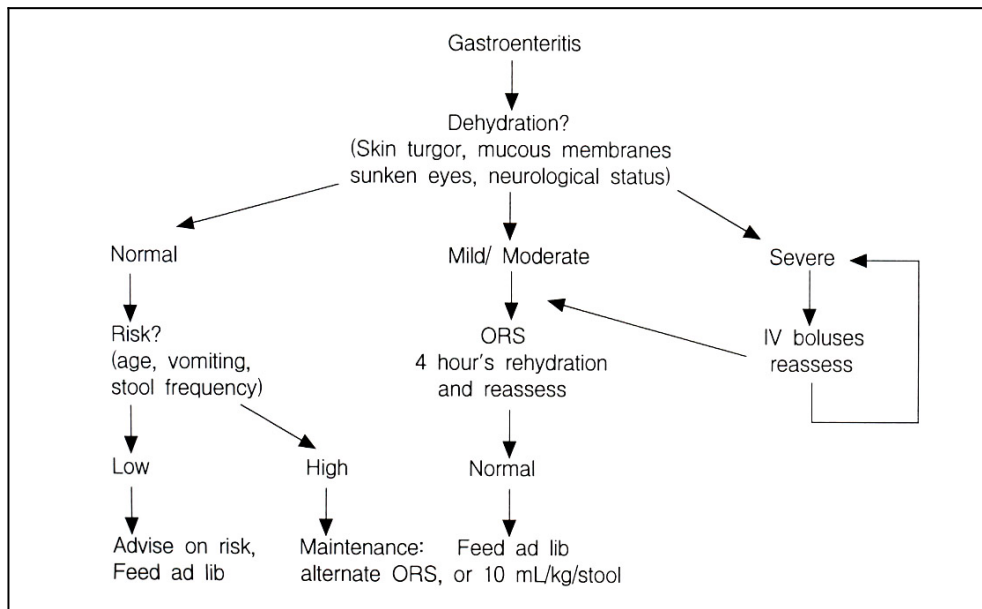 Gastroenteritis
Dehydration?
(Skin turgor, mucous membranes
sunken eyes, neurological status)
Normal
Mild/ Moderate
Severe
Risk?
(age, vomiting,
stool frequency)
ORS
4 hour's rehydration
and reassess
IV boluses
reassess
Low
High
Normal
Advise on risk,
Feed ad lib
Maintenance: Feed ad lib
alternate ORS, or 10 mL/kg/stool